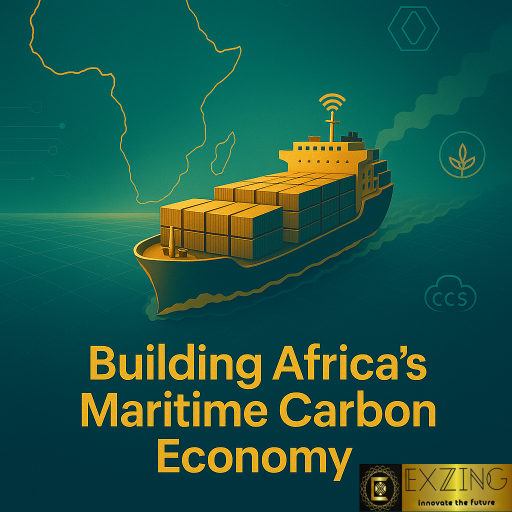 CCS
Building Africa's
Maritime Carbon
Economy
EXZING
innovate the future